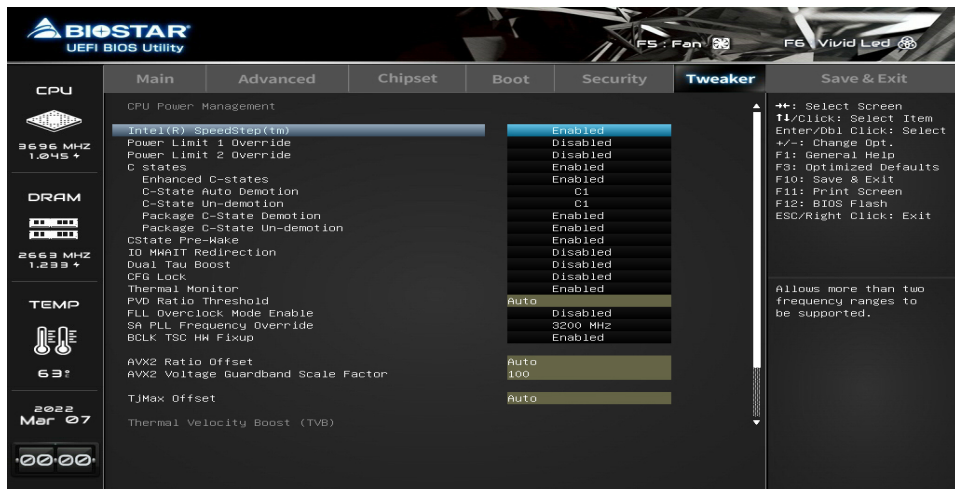 BIOSTAR®
UEFI BIOS Utility
F5 : Fan
F6 Vivid Led
Main Advanced Chipset Boot Security Tweaker Save & Exit
CPU
3696 MHZ
1.045
DRAM
2663 MHZ
1.233
TEMP
63
2022
Mar 07
00:00
CPU Power Management
Intel(R) SpeedStep(tm) Enabled
Power Limit 1 Override Disabled
Power Limit 2 Override Disabled
C states Enabled
Enhanced C-states Enabled
C-State Auto Demotion C1
C-State Un-demotion C1
Package C-State Demotion Enabled
Package C-State Un-demotion Enabled
CState Pre-Wake Enabled
IO MWAIT Redirection Disabled
Dual Tau Boost Disabled
CFG Lock Disabled
Thermal Monitor Enabled
PVD Ratio Threshold Auto
FLL Overclock Mode Enable Disabled
SA PLL Frequency Override 3200 MHz
BCLK TSC HW Fixup Enabled
AVX2 Ratio Offset Auto
AVX2 Voltage Guardband Scale Factor 100
TjMax Offset Auto
Thermal Velocity Boost (TVB)
→←: Select Screen
↑↓/Click: Select Item
Enter/Dbl Click: Select
+/-: Change Opt.
F1: General Help
F3: Optimized Defaults
F10: Save & Exit
F11: Print Screen
F12: BIOS Flash
ESC/Right Click: Exit
Allows more than two
frequency ranges to
be supported.